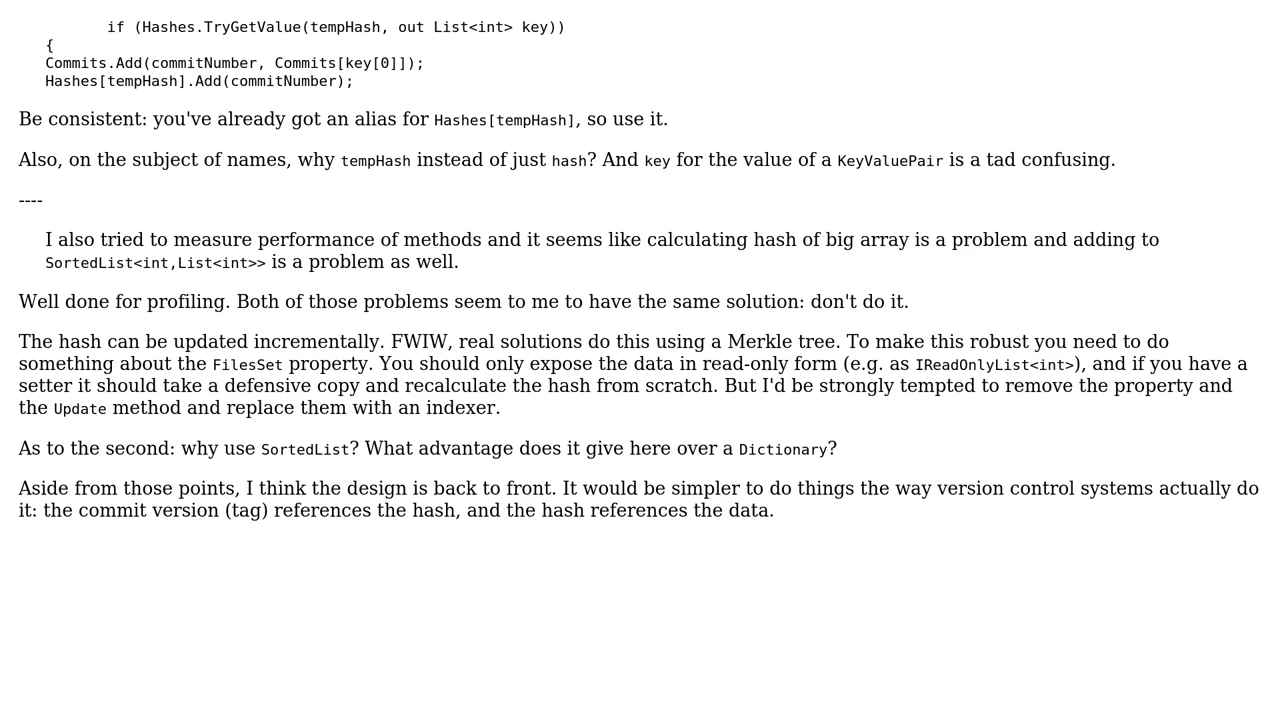 if (Hashes.TryGetValue(tempHash, out List<int> key))
{
Commits.Add(commitNumber, Commits[key[0]]);
Hashes[tempHash].Add(commitNumber);
Be consistent: you've already got an alias for Hashes[tempHash], so use it.
Also, on the subject of names, why tempHash instead of just hash? And key for the value of a KeyValuePair is a tad confusing.
----
I also tried to measure performance of methods and it seems like calculating hash of big array is a problem and adding to
SortedList<int,List<int>> is a problem as well.
Well done for profiling. Both of those problems seem to me to have the same solution: don't do it.
The hash can be updated incrementally. FWIW, real solutions do this using a Merkle tree. To make this robust you need to do
something about the FilesSet property. You should only expose the data in read-only form (e.g. as IReadOnlyList<int>), and if you have a
setter it should take a defensive copy and recalculate the hash from scratch. But I'd be strongly tempted to remove the property and
the Update method and replace them with an indexer.
As to the second: why use SortedList? What advantage does it give here over a Dictionary?
Aside from those points, I think the design is back to front. It would be simpler to do things the way version control systems actually do
it: the commit version (tag) references the hash, and the hash references the data.